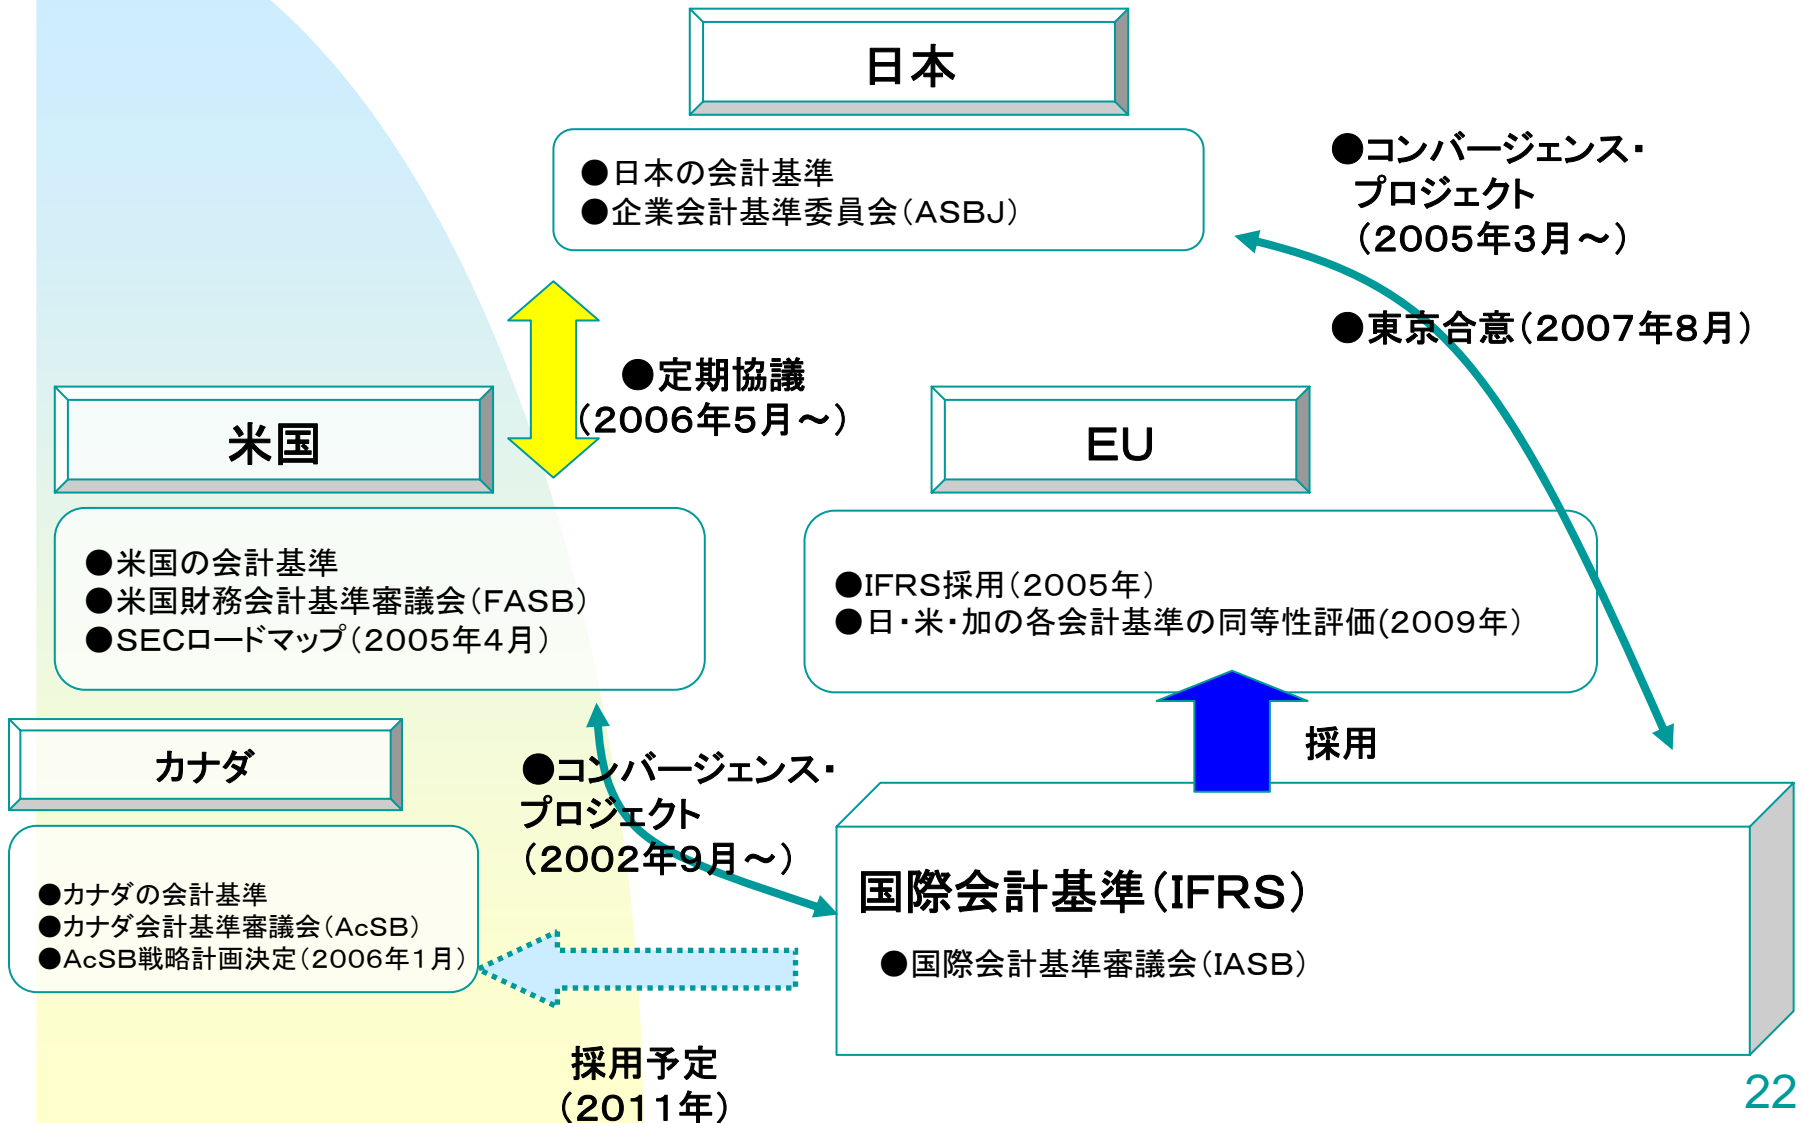 日本
●日本の会計基準
●企業会計基準委員会（ASBJ）
●コンバージェンス・
プロジェクト
（2005年3月～）
●東京合意（2007年8月）
●定期協議
（2006年5月～）
米国
●米国の会計基準
●米国財務会計基準審議会（FASB）
●SECロードマップ（2005年4月）
EU
●IFRS採用（2005年）
●日・米・加の各会計基準の同等性評価(2009年）
採用
カナダ
●カナダの会計基準
●カナダ会計基準審議会（AcSB）
●AcSB戦略計画決定（2006年1月）
●コンバージェンス・
プロジェクト
（2002年9月～）
国際会計基準（IFRS）
●国際会計基準審議会（IASB）
採用予定
（2011年）
22